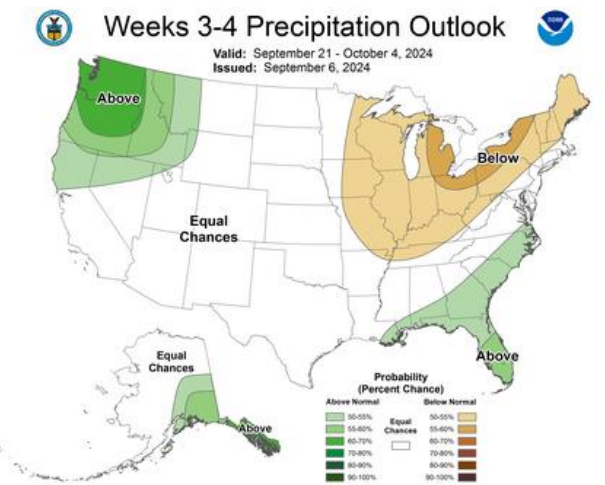 Weeks 3-4 Precipitation Outlook
Valid: September 21 - October 4, 2024
Issued: September 6, 2024
Above
Below
Equal
Chances
Above
Equal
Chances
Above
Probability
(Percent Chance)
Above Normal
Below Normal
Equal
Chances
50-55%
55-60%
60-70%
70-80%
80-90%
90-100%
50-55%
55-60%
60-70%
70-80%
80-90%
90-100%